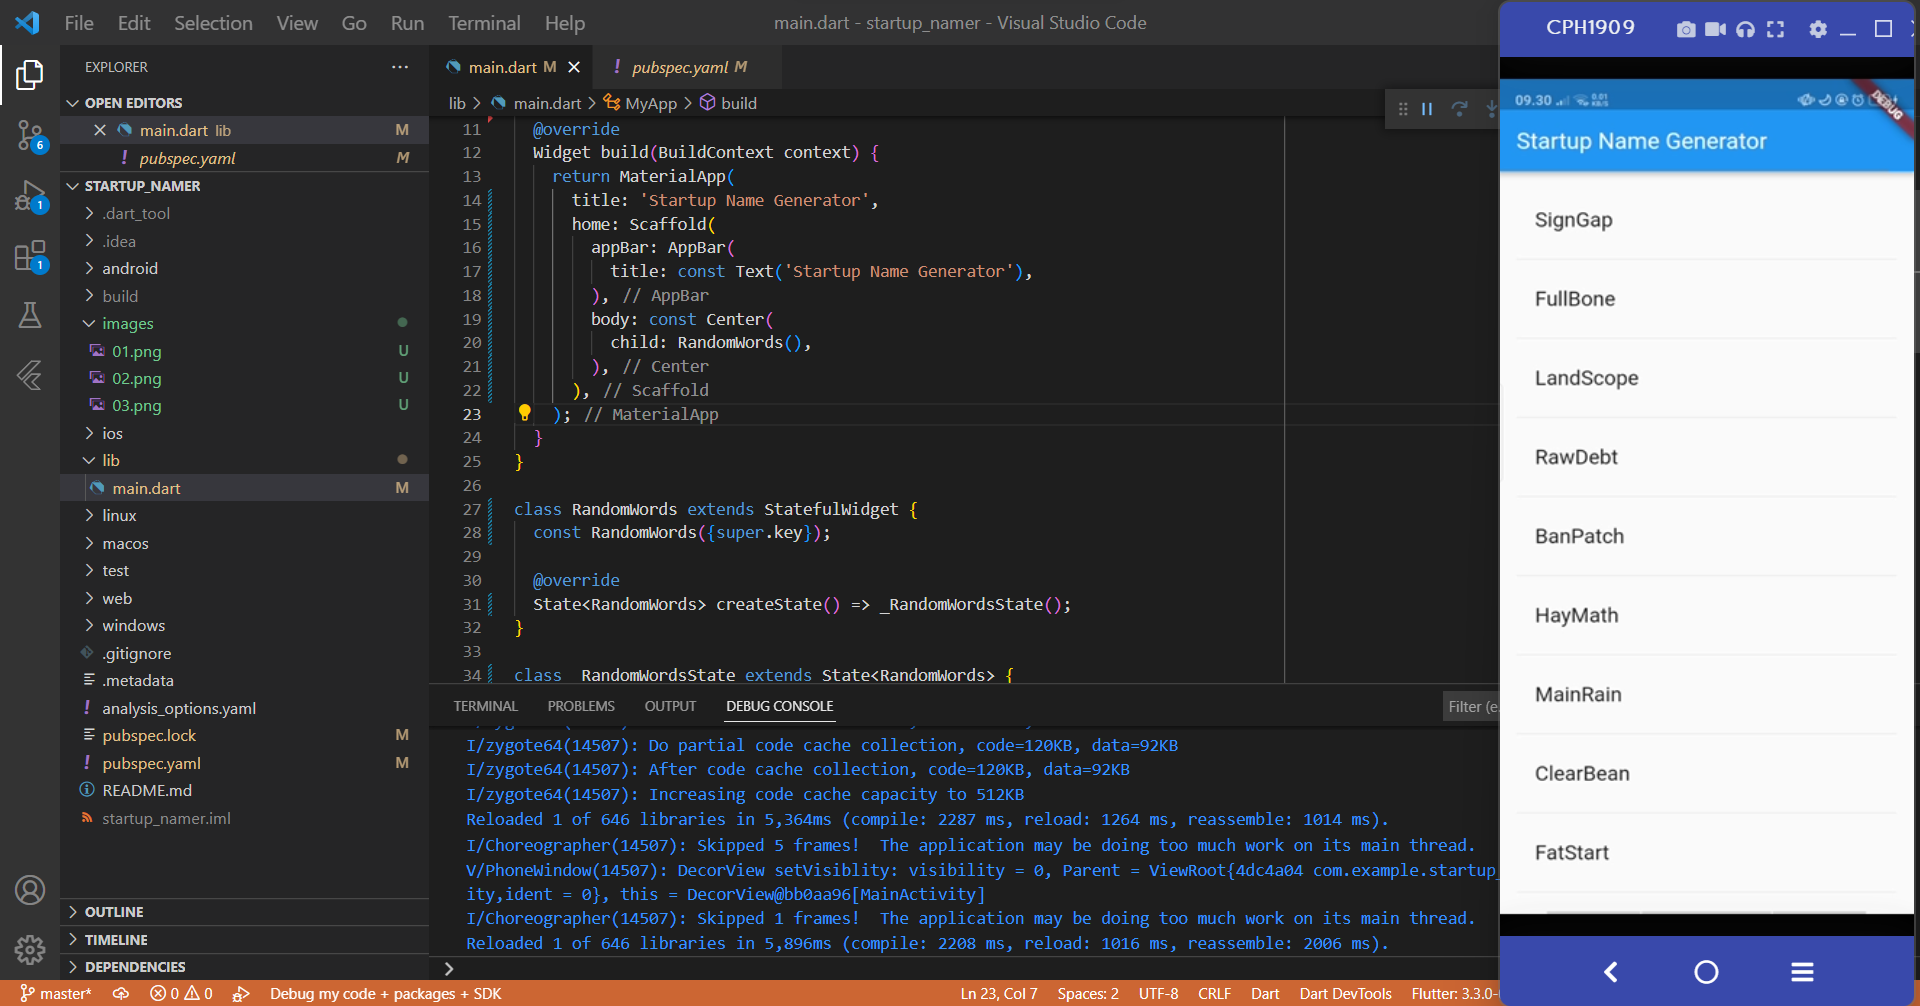 File Edit Selection View Go Run Terminal Help
main.dart - startup_namer - Visual Studio Code
EXPLORER
OPEN EDITORS
main.dart lib M
! pubspec.yaml M
STARTUP_NAMER
.dart_tool
.idea
android
build
images
01.png U
02.png U
03.png U
ios
lib
main.dart M
linux
macos
test
web
windows
.gitignore
.metadata
! analysis_options.yaml
pubspec.lock M
! pubspec.yaml M
README.md
startup_namer.iml
OUTLINE
TIMELINE
DEPENDENCIES
6
1
1
main.dart M
! pubspec.yaml M
lib > main.dart > MyApp > build
11 @override
12 Widget build(BuildContext context) {
13 return MaterialApp(
14 title: 'Startup Name Generator',
15 home: Scaffold(
16 appBar: AppBar(
17 title: const Text('Startup Name Generator'),
18 ), // AppBar
19 body: const Center(
20 child: RandomWords(),
21 ), // Center
22 ), // Scaffold
23 ); // MaterialApp
24 }
25 }
26
27 class RandomWords extends StatefulWidget {
28 const RandomWords({super.key});
29
30 @override
31 State<RandomWords> createState() => _RandomWordsState();
32 }
33
34 class _RandomWordsState extends State<RandomWords> {
TERMINAL PROBLEMS OUTPUT DEBUG CONSOLE
Filter (e.
I/zygote64(14507): Do partial code cache collection, code=120KB, data=92KB
I/zygote64(14507): After code cache collection, code=120KB, data=92KB
I/zygote64(14507): Increasing code cache capacity to 512KB
Reloaded 1 of 646 libraries in 5,364ms (compile: 2287 ms, reload: 1264 ms, reassemble: 1014 ms).
I/Choreographer(14507): Skipped 5 frames!  The application may be doing too much work on its main thread.
V/PhoneWindow(14507): DecorView setVisiblity: visibility = 0, Parent = ViewRoot{4dc4a04 com.example.startup_
ity,ident = 0}, this = DecorView@bb0aa96[MainActivity]
I/Choreographer(14507): Skipped 1 frames!  The application may be doing too much work on its main thread.
Reloaded 1 of 646 libraries in 5,896ms (compile: 2208 ms, reload: 1016 ms, reassemble: 2006 ms).
master* 0 0 Debug my code + packages + SDK
Ln 23, Col 7 Spaces: 2 UTF-8 CRLF Dart Dart DevTools Flutter: 3.3.0-
CPH1909
09.30 0.01 KB/S
DEBUG
Startup Name Generator
SignGap
FullBone
LandScope
RawDebt
BanPatch
HayMath
MainRain
ClearBean
FatStart